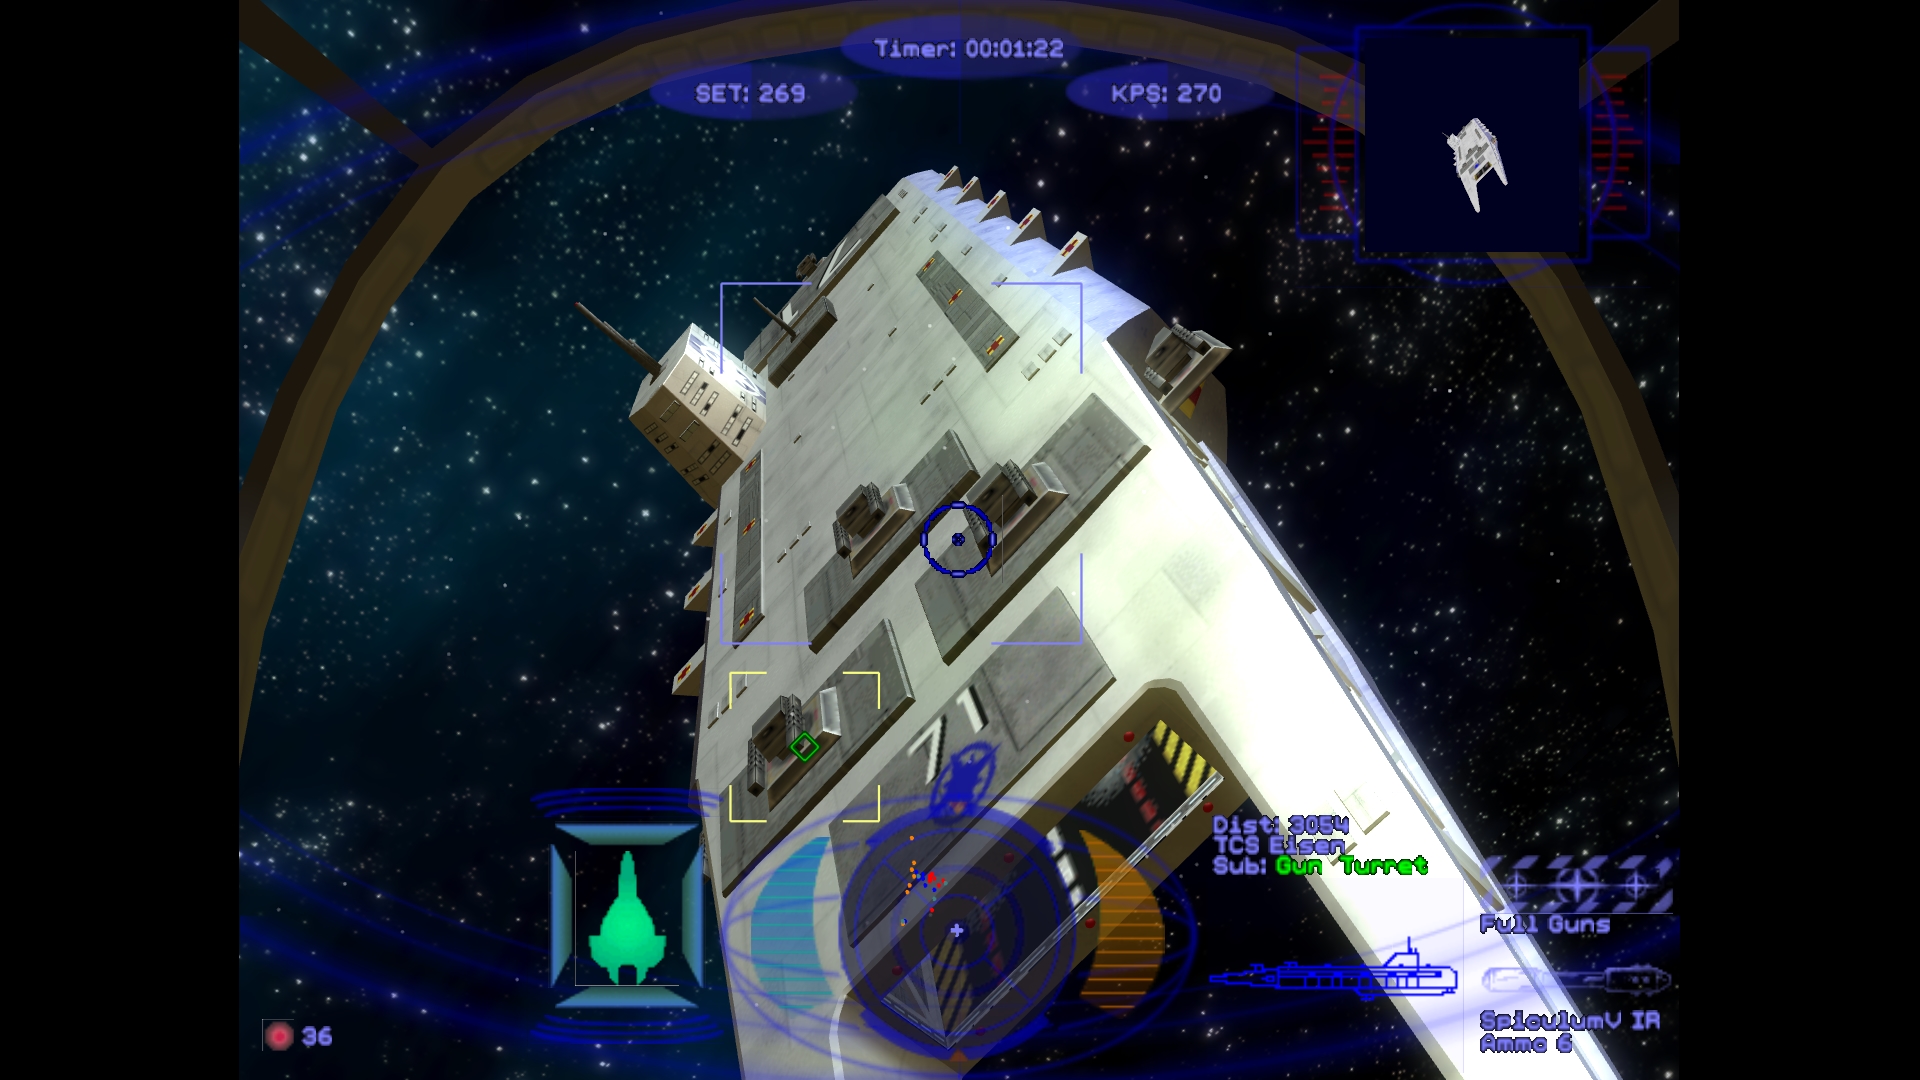 Timer: 00:01:22
SET: 269
KPS: 270
71
Dist: 3054
TCS Eisen
Sub: Gun Turret
Full Guns
SpiculumV IR
Ammo 6
36